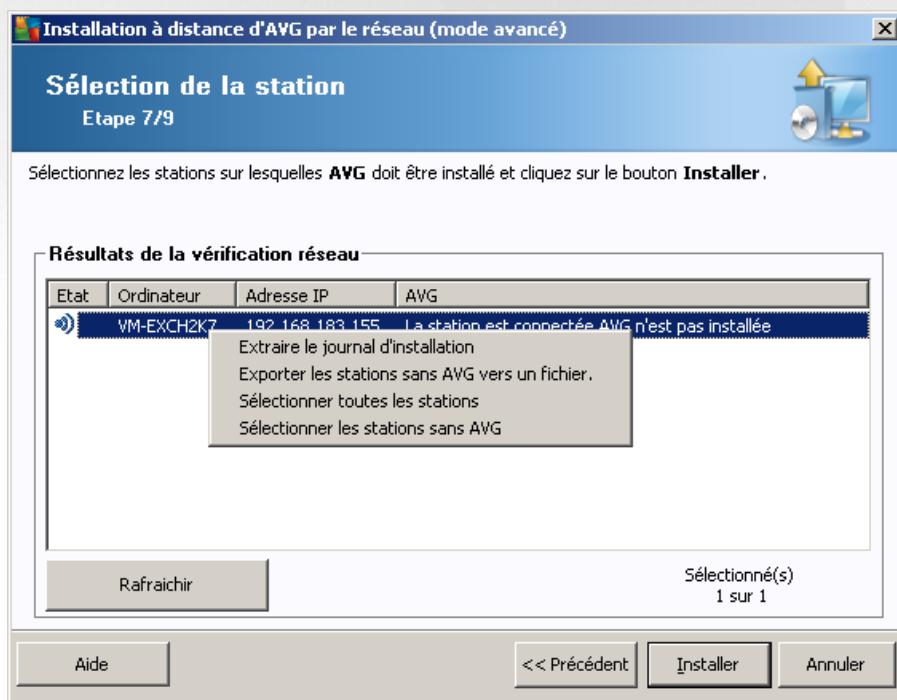 Installation à distance d'AVG par le réseau (mode avancé)
Sélection de la station
Etape 7/9
Sélectionnez les stations sur lesquelles AVG doit être installé et cliquez sur le bouton Installer.
Résultats de la vérification réseau
Etat Ordinateur Adresse IP AVG
VM-EXCH2K7 192.168.183.155 La station est connectée AVG n'est pas installée
Extraire le journal d'installation
Exporter les stations sans AVG vers un fichier.
Sélectionner toutes les stations
Sélectionner les stations sans AVG
Rafraichir
Sélectionné(s)
1 sur 1
Aide << Précédent Installer Annuler